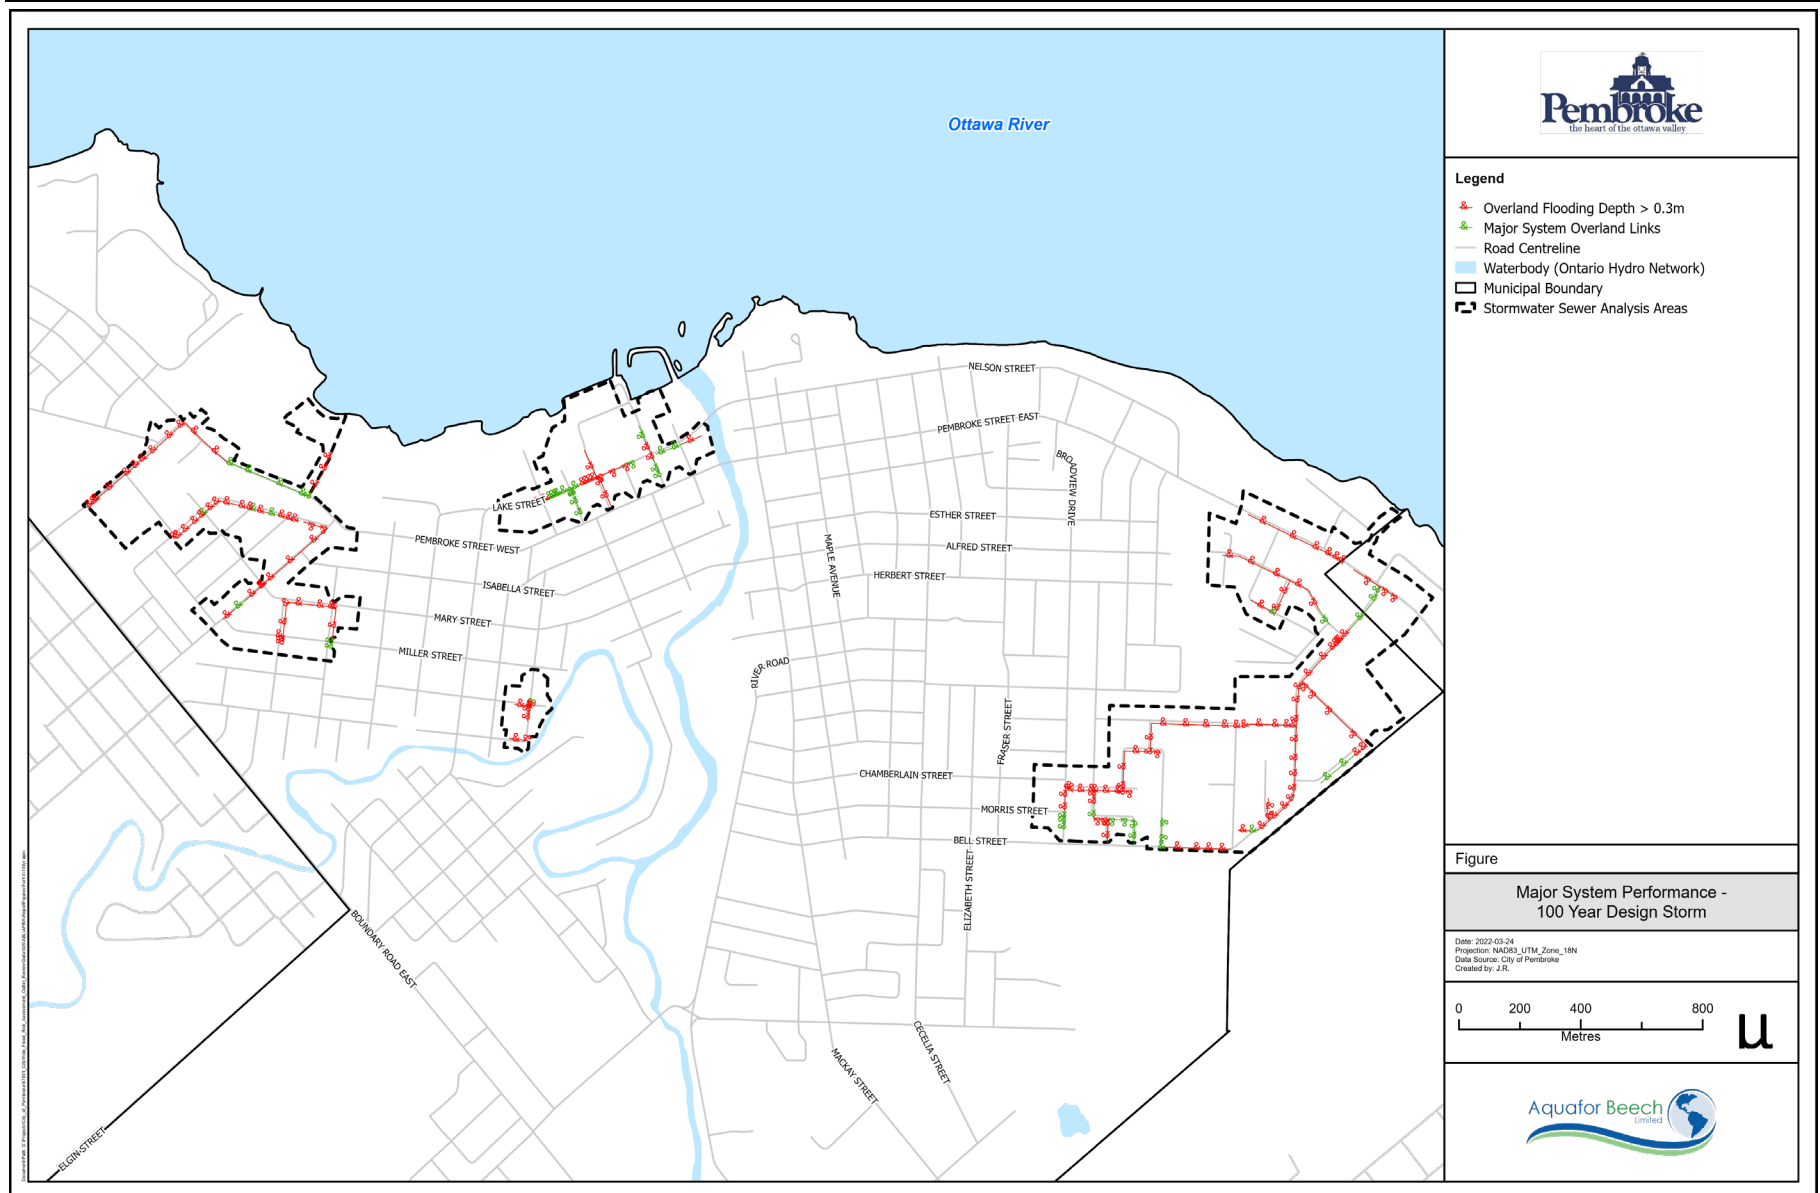 Ottawa River
NELSON STREET
PEMBROKE STREET EAST
BROADVIEW DRIVE
LAKE STREET
ESTHER STREET
PEMBROKE STREET WEST
ALFRED STREET
MAPLE AVENUE
HERBERT STREET
ISABELLA STREET
MARY STREET
MILLER STREET
RIVER ROAD
FRASER STREET
CHAMBERLAIN STREET
MORRIS STREET
BELL STREET
ELIZABETH STREET
BOUNDARY ROAD EAST
CECELIA STREET
MACKAY STREET
ELGIN STREET
Pembroke
the heart of the ottawa valley
Legend
Overland Flooding Depth > 0.3m
Major System Overland Links
Road Centreline
Waterbody (Ontario Hydro Network)
Municipal Boundary
Stormwater Sewer Analysis Areas
Figure
Major System Performance -
100 Year Design Storm
Date: 2022-03-24
Projection: NAD83_UTM_Zone_18N
Data Source: City of Pembroke
Created by: J.R.
0 200 400 800
Metres
µ
Aquafor Beech
Limited